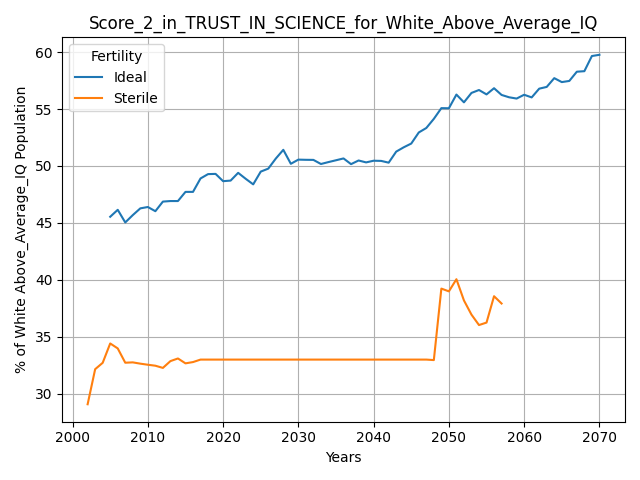 Score_2_in_TRUST_IN_SCIENCE_for_White_Above_Average_IQ
% of White Above_Average_IQ Population
60
55
50
45
40
35
30
Fertility
Ideal
Sterile
2000 2010 2020 2030 2040 2050 2060 2070
Years